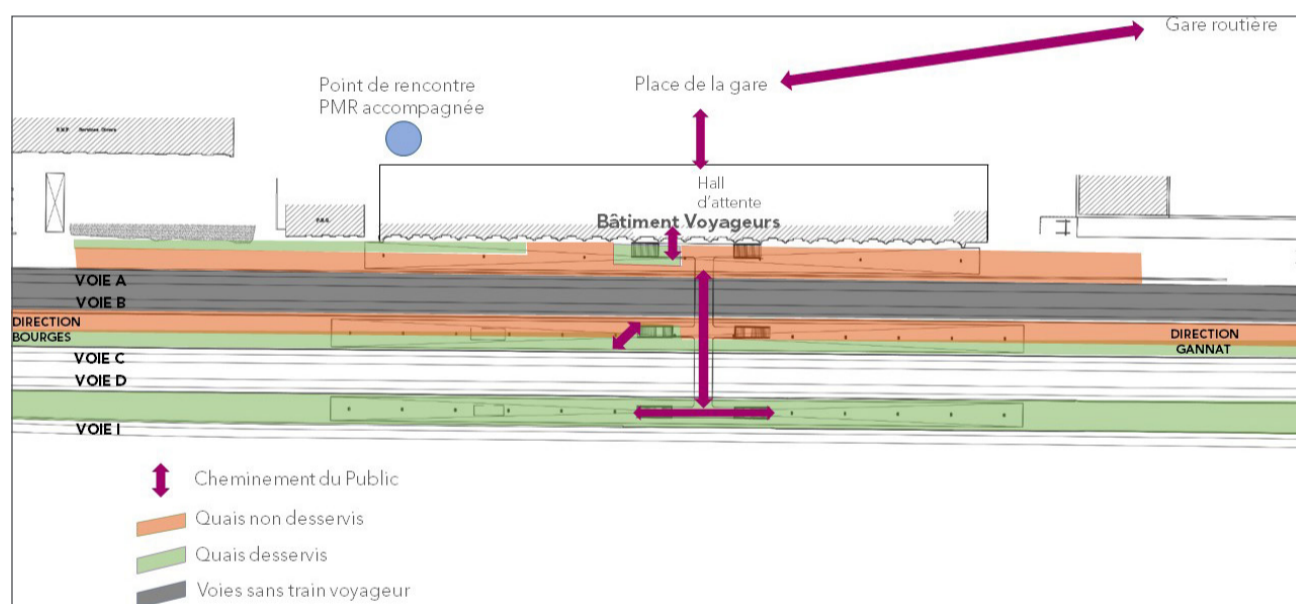 Gare routière
Point de rencontre
PMR accompagnée
Place de la gare
Hall
d'attente
Bâtiment Voyageurs
VOIE A
VOIE B
DIRECTION
BOURGES
DIRECTION
GANNAT
VOIE C
VOIE D
VOIE I
Cheminement du Public
Quais non desservis
Quais desservis
Voies sans train voyageur